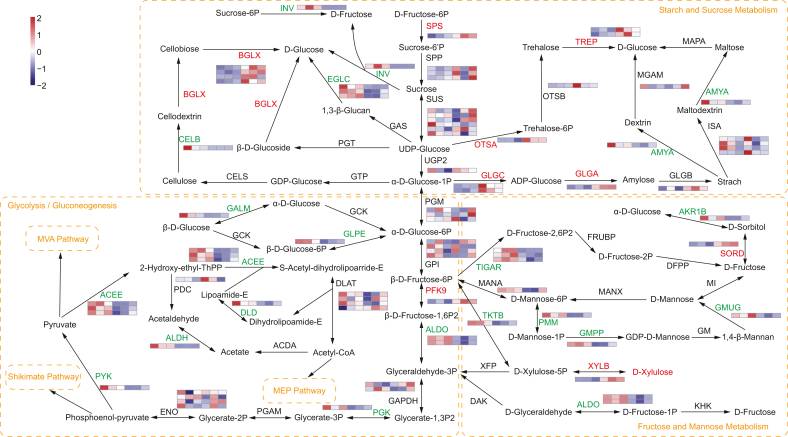 INV
Sucrose-6P
D-Fructose
D-Fructose-6P
Starch and Sucrose Metabolism
2
1
0
-1
-2
SPS
Cellobiose
BGLX
D-Glucose
Sucrose-6'P
Trehalose
TREP
D-Glucose
MAPA
Maltose
SPP
INV
EGLC
Sucrose
MGAM
OTSB
AMYA
BGLX
BGLX
1,3-β-Glucan
SUS
Maltodextrin
Cellodextrin
GAS
Dextrin
ISA
Trehalose-6P
CELB
β-D-Glucoside
PGT
UDP-Glucose
OTSA
AMYA
UGP2
Cellulose
CELS
GDP-Glucose
GTP
α-D-Glucose-1P
GLGC
ADP-Glucose
GLGA
Amylose
GLGB
Strach
Glycolysis / Gluconeogenesis
α-D-Glucose
PGM
GALM
GCK
α-D-Glucose
AKR1B
D-Sorbitol
β-D-Glucose
GCK
GLPE
α-D-Glucose-6P
D-Fructose-2,6P2
FRUBP
MVA Pathway
β-D-Glucose-6P
GPI
SORD
D-Fructose-2P
DFPP
D-Fructose
2-Hydroxy-ethyl-ThPP
ACEE
S-Acetyl-dihydrolipoarride-E
TIGAR
β-D-Fructose-6P
PDC
DLAT
MANA
MI
ACEE
Lipoamide-E
PFK9
D-Mannose-6P
MANX
D-Mannose
DLD
GMUG
Acetaldehyde
Dihydrolipoamide-E
β-D-Fructose-1,6P2
TKTB
PMM
Pyruvate
ALDO
ALDH
D-Mannose-1P
GMPP
GDP-D-Mannose
GM
1,4-β-Mannan
Acetate
ACDA
Acetyl-CoA
Shikimate Pathway
PYK
Glyceraldehyde-3P
XFP
D-Xylulose-5P
XYLB
D-Xylulose
MEP Pathway
GAPDH
DAK
Phosphoenol-pyruvate
ENO
Glycerate-2P
PGAM
Glycerate-3P
PGK
Glycerate-1,3P2
D-Glyceraldehyde
ALDO
D-Fructose-1P
KHK
D-Fructose
Fructose and Mannose Metabolism